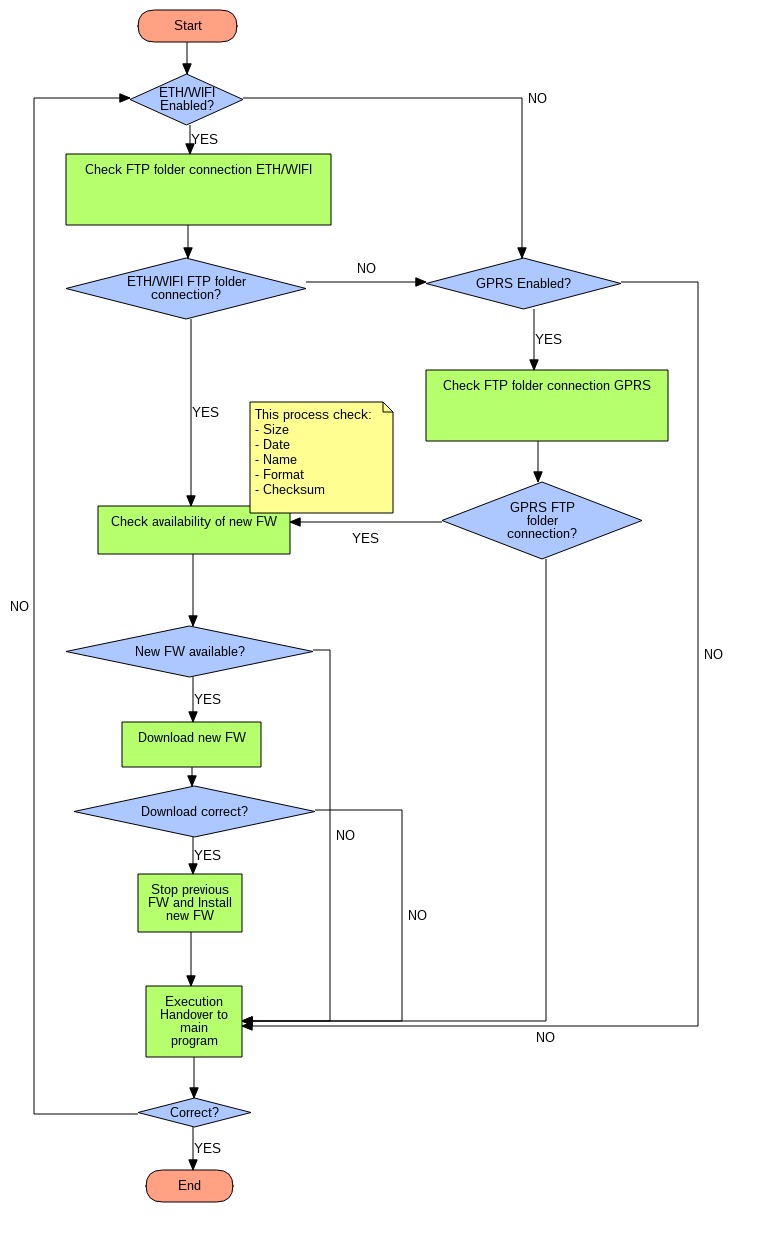 Start
ETH/WIFI
Enabled?
NO
YES
Check FTP folder connection ETH/WIFI
ETH/WIFI FTP folder
connection?
NO
GPRS Enabled?
YES
Check FTP folder connection GPRS
YES
This process check:
- Size
- Date
- Name
- Format
- Checksum
Check availability of new FW
YES
GPRS FTP
folder
connection?
NO
New FW available?
NO
YES
Download new FW
Download correct?
NO
YES
Stop previous
FW and Install
new FW
NO
Execution
Handover to
main
program
NO
Correct?
YES
End